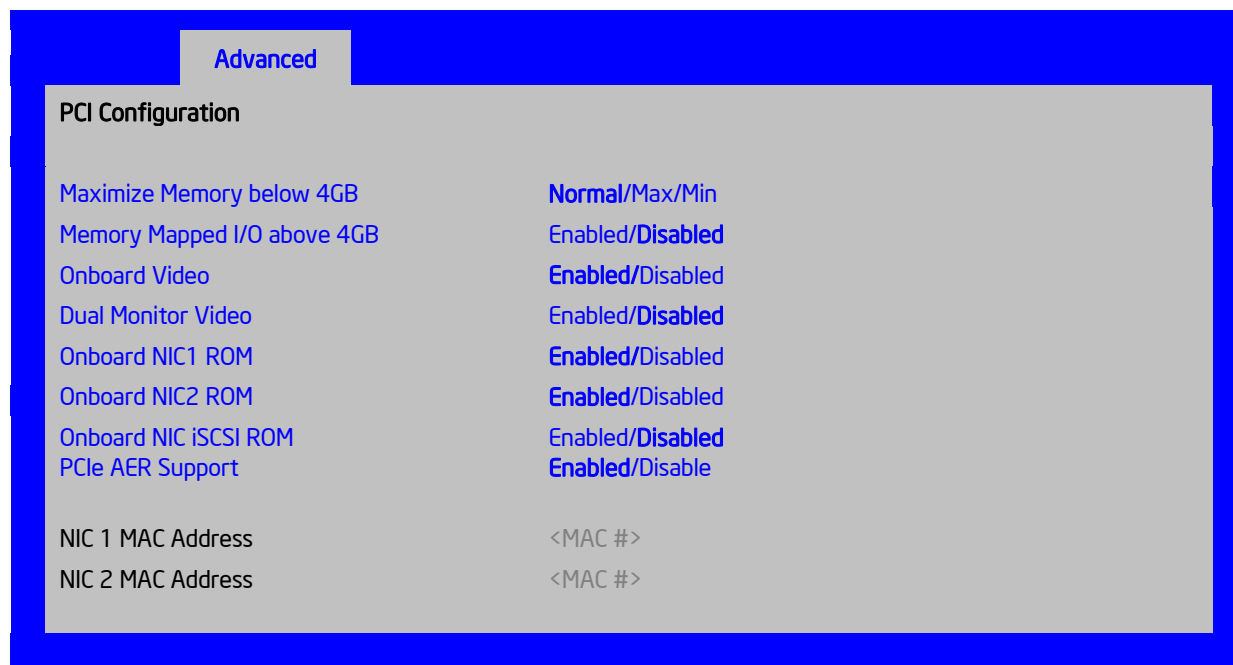 Advanced
PCI Configuration
Maximize Memory below 4GB Normal/Max/Min
Memory Mapped I/O above 4GB Enabled/Disabled
Onboard Video Enabled/Disabled
Dual Monitor Video Enabled/Disabled
Onboard NIC1 ROM Enabled/Disabled
Onboard NIC2 ROM Enabled/Disabled
Onboard NIC iSCSI ROM Enabled/Disabled
PCIe AER Support Enabled/Disable
NIC 1 MAC Address <MAC #>
NIC 2 MAC Address <MAC #>